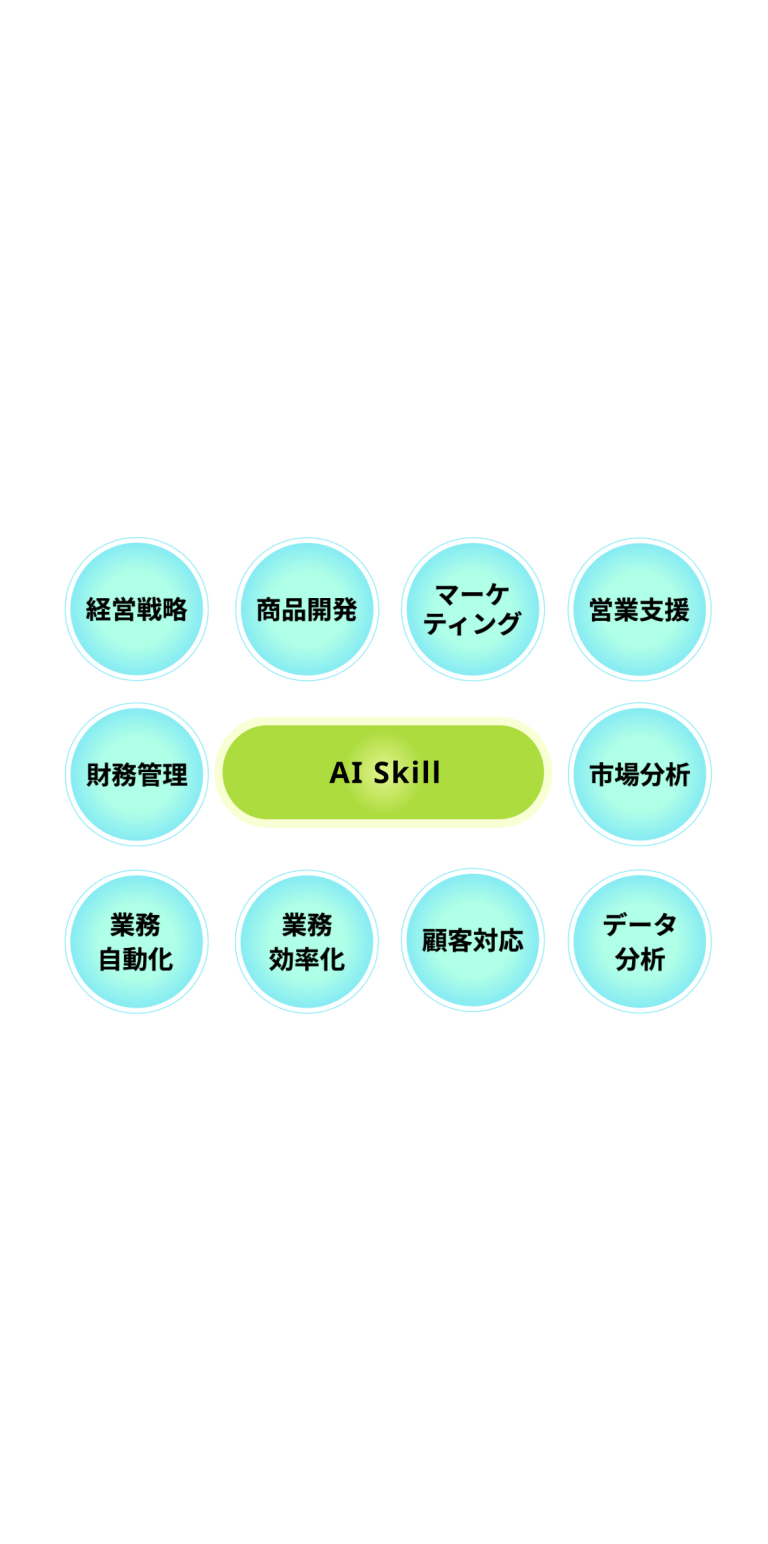 経営戦略
商品開発
マーケ
ティング
営業支援
財務管理
AI Skill
市場分析
業務
自動化
業務
効率化
顧客対応
データ
分析